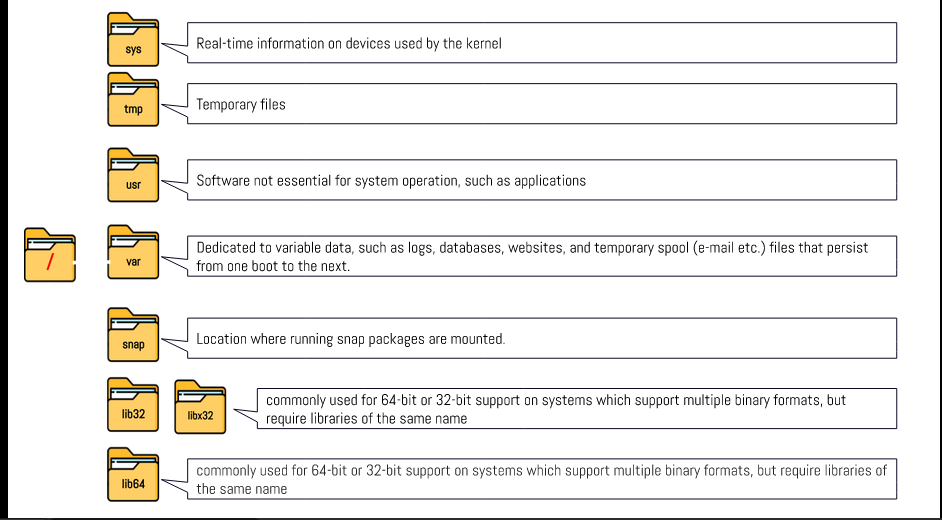 sys
Real-time information on devices used by the kernel
tmp
Temporary files
usr
Software not essential for system operation, such as applications
/
var
Dedicated to variable data, such as logs, databases, websites, and temporary spool (e-mail etc.) files that persist
from one boot to the next.
snap
Location where running snap packages are mounted.
lib32
libx32
commonly used for 64-bit or 32-bit support on systems which support multiple binary formats, but
require libraries of the same name
lib64
commonly used for 64-bit or 32-bit support on systems which support multiple binary formats, but require libraries of
the same name